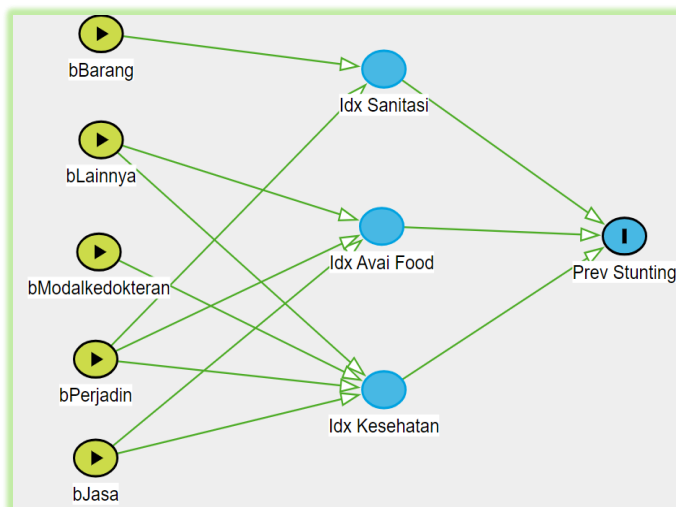 bBarang
Idx Sanitasi
bLainnya
Idx Avai Food
Prev Stunting
bModalkedokteran
bPerjadin
Idx Kesehatan
bJasa